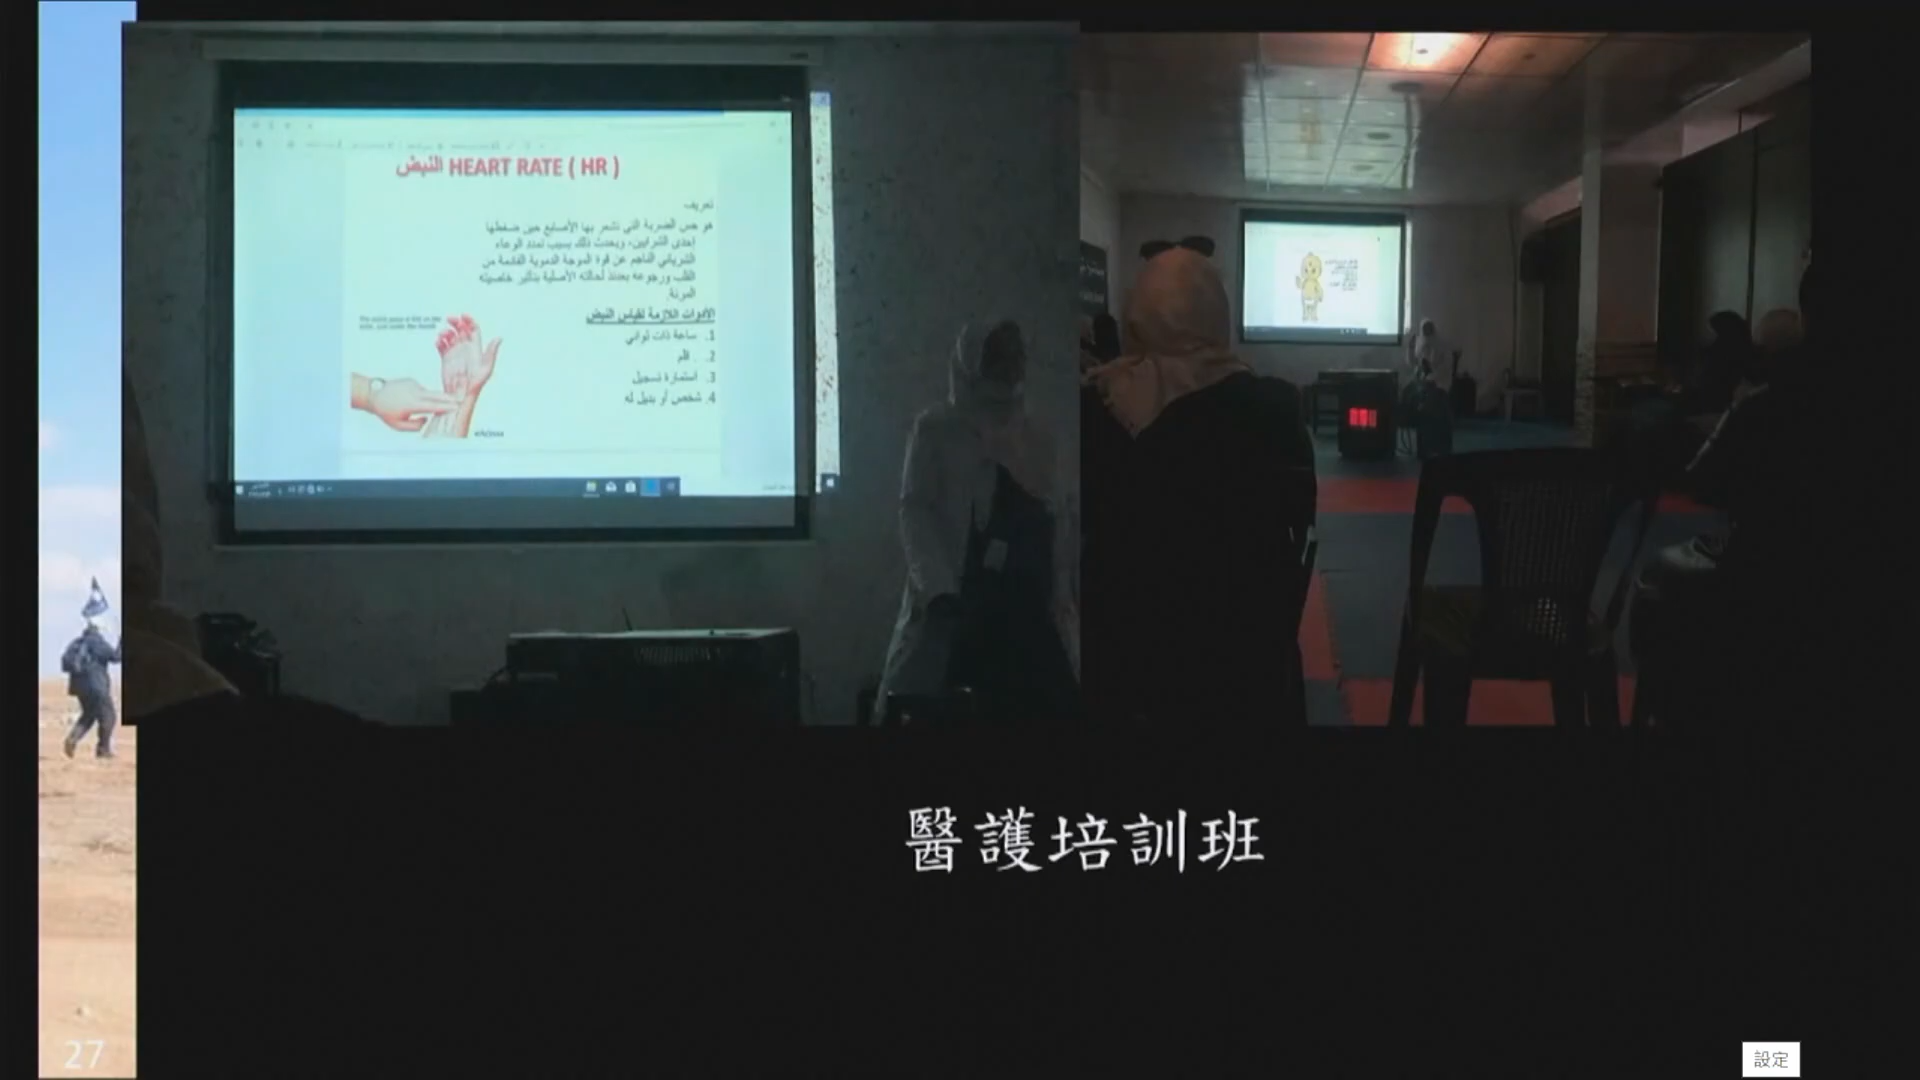 النبض HEART RATE ( HR )
تعريف
هو حس الضربة التي تشعر بها الأصابع حين ضغطها
إحدى الشرايين، ويحدث ذلك بسبب تمدد الوعاء
الشرياني الناجم عن قوة الموجة الدموية القادمة من
القلب ورجوعه بعدئذ لحالته الأصلية بتأثير خاصيته
المرنة.
الأدوات اللازمة لقياس النبض
1. ساعة ذات ثواني
2. قلم
3. استمارة تسجيل
4. شخص أو بديل له
醫護培訓班
27
設定